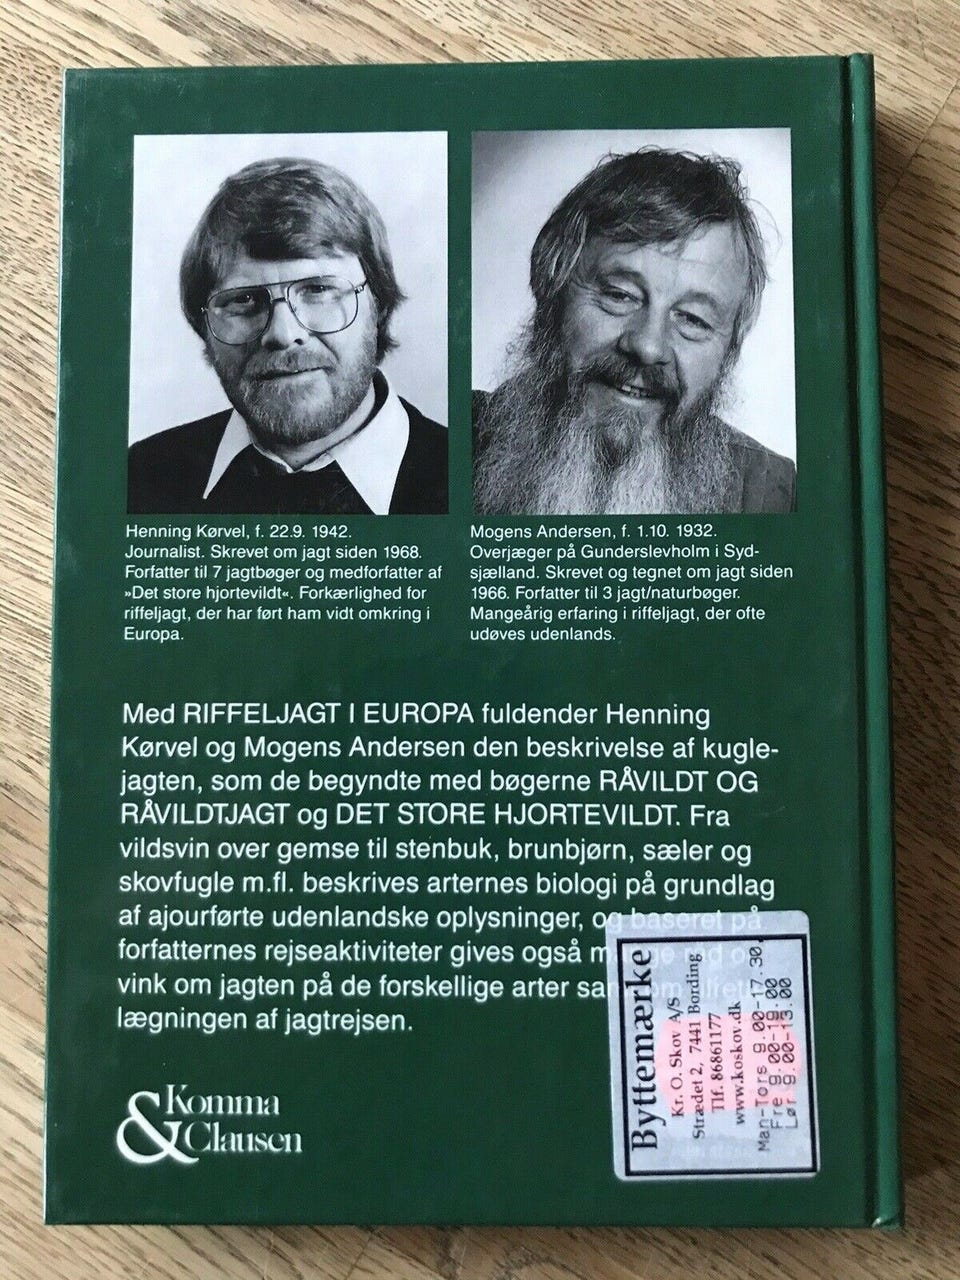 Henning Kørvel, f. 22.9. 1942.
Journalist. Skrevet om jagt siden 1968.
Forfatter til 7 jagtbøger og medforfatter af
»Det store hjortevildt«. Forkærlighed for
riffeljagt, der har ført ham vidt omkring i
Europa.
Mogens Andersen, f. 1.10. 1932.
Overjæger på Gunderslevholm i Syd-
sjælland. Skrevet og tegnet om jagt siden
1966. Forfatter til 3 jagt/naturbøger.
Mangeårig erfaring i riffeljagt, der ofte
udøves udenlands.
Med RIFFELJAGT I EUROPA fuldender Henning
Kørvel og Mogens Andersen den beskrivelse af kugle-
jagten, som de begyndte med bøgerne RÅVILDT OG
RÅVILDTJAGT og DET STORE HJORTEVILDT. Fra
vildsvin over gemse til stenbuk, brunbjørn, sæler og
skovfugle m.fl. beskrives arternes biologi på grundlag
af ajourførte udenlandske oplysninger, og baseret på
forfatternes rejseaktiviteter gives også
vink om jagten på de forskellige arter
lægningen af jagtrejsen.
Komma
& Clausen
Byttemærke
Kr. O. Skov A/S
Strædet 2, 7441 Bording
Tlf. 86861177
www.koskov.dk
Man-Tors 9.00-17.30,
Fre 9.00-19.00
Lør 9.00-13.00